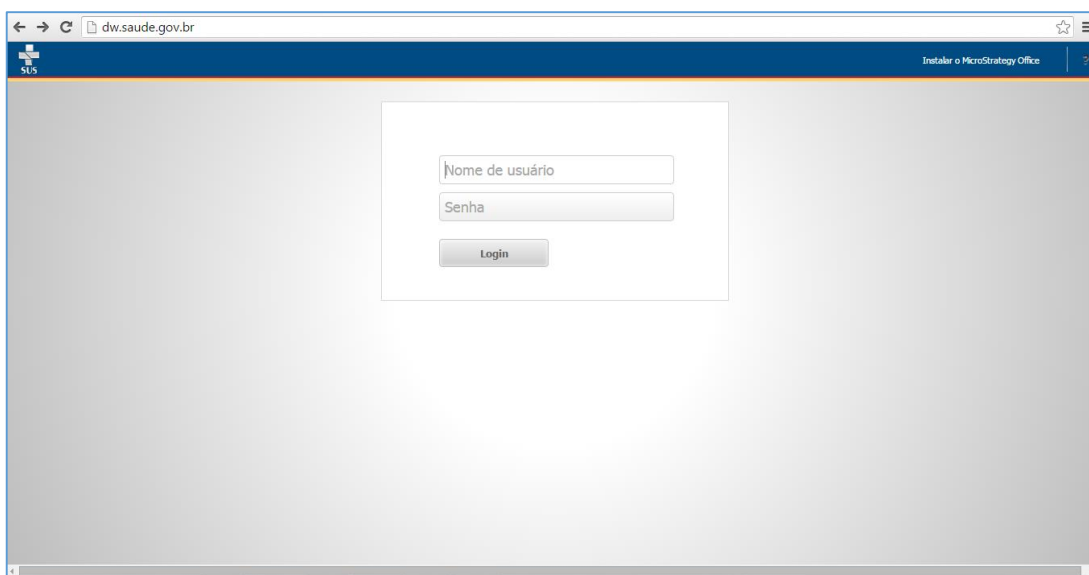 dw.saude.gov.br
SUS
Instalar o MicroStrategy Office
Nome de usuário
Senha
Login